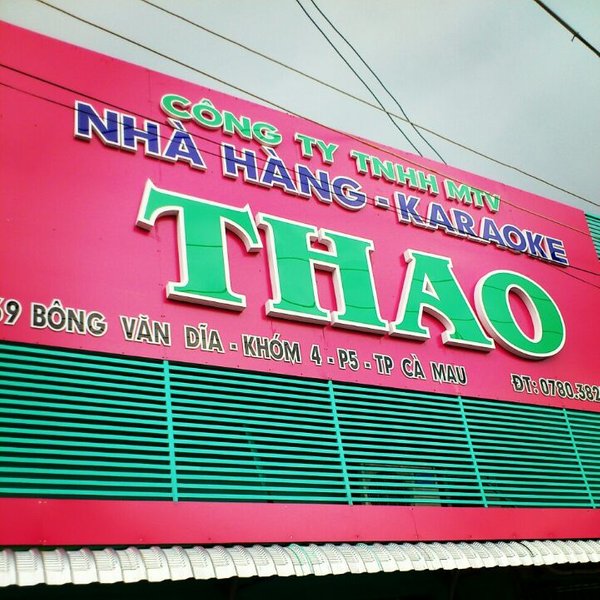 CÔNG TY TNHH MTV
NHÀ HÀNG - KARAOKE
THAO
69 BÔNG VĂN DĨA - KHÓM 4 - P5 - TP CÀ MAU
ĐT: 0780.382